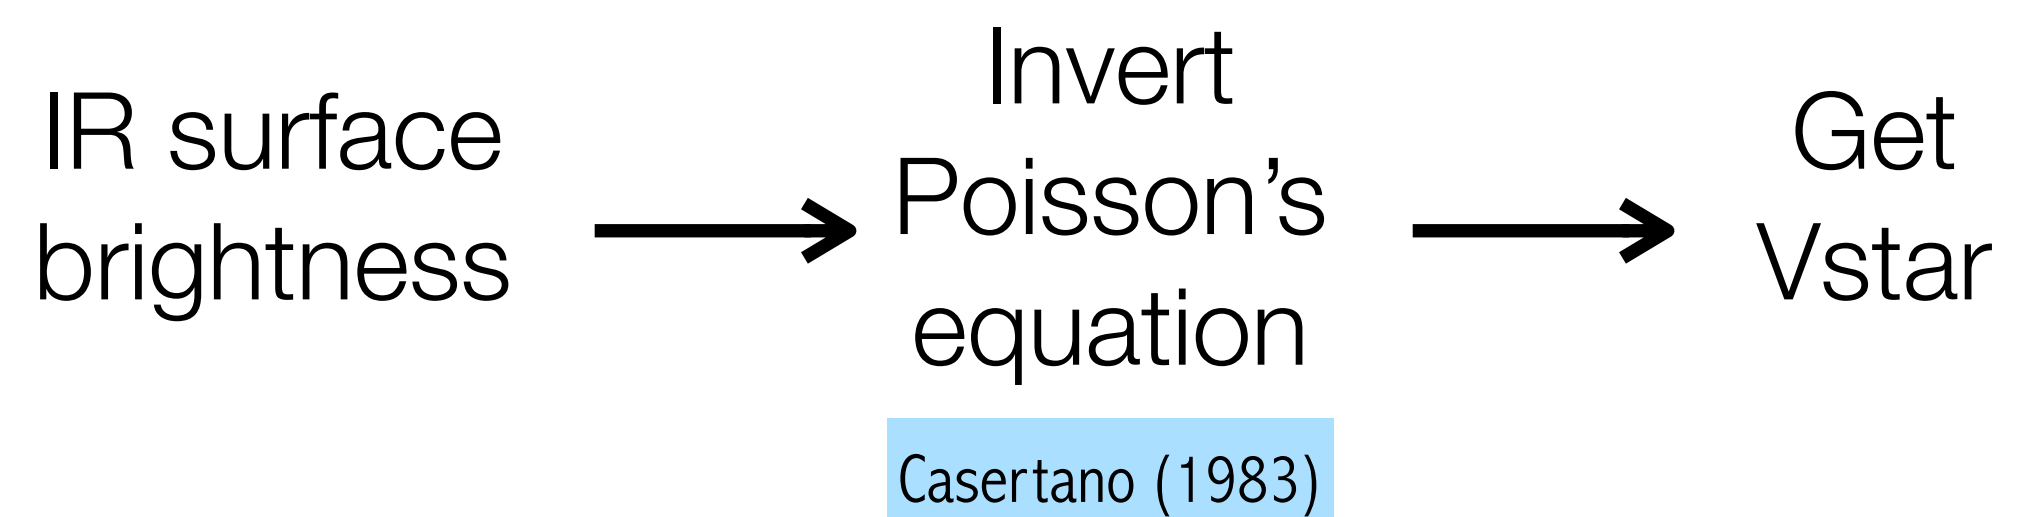 IR surface
brightness
Invert
Poisson’s
equation
Casertano (1983)
Get
Vstar